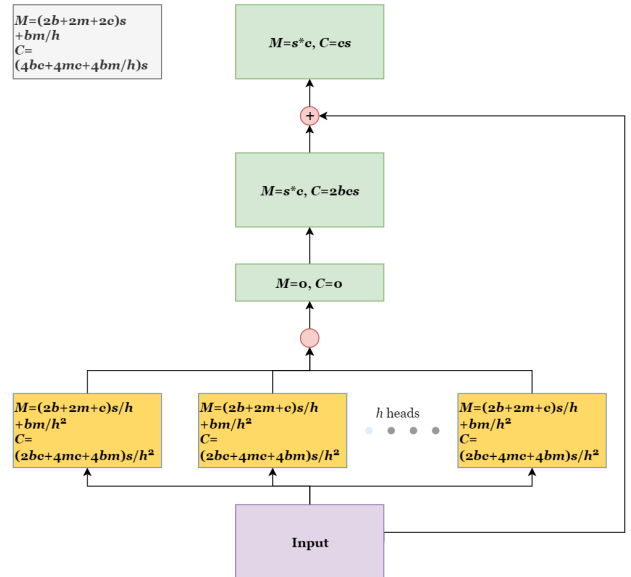 M=(2b+2m+2c)s
+bm/h
C=
(4bc+4mc+4bm/h)s
M=s*c, C=cs
+
M=s*c, C=2bcs
M=0, C=0
M=(2b+2m+c)s/h
+bm/h²
C=
(2bc+4mc+4bm)s/h²
M=(2b+2m+c)s/h
+bm/h²
C=
(2bc+4mc+4bm)s/h²
h heads
M=(2b+2m+c)s/h
+bm/h²
C=
(2bc+4mc+4bm)s/h²
Input